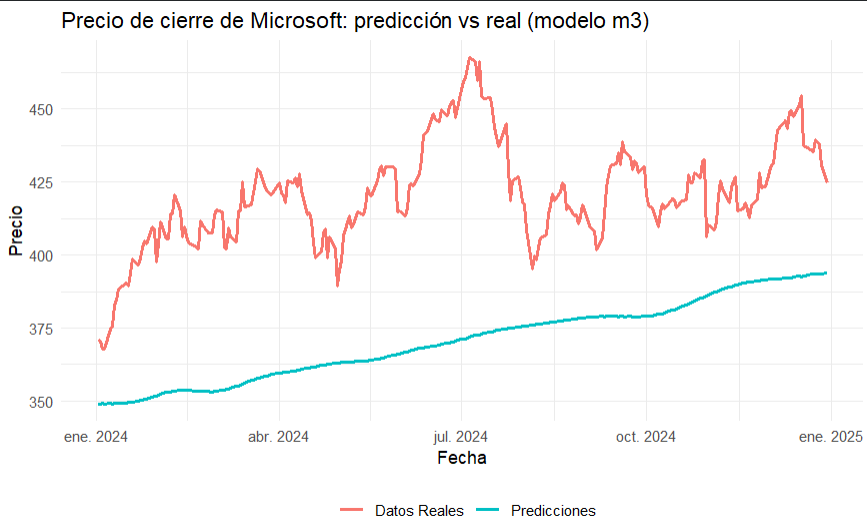 Precio de cierre de Microsoft: predicción vs real (modelo m3)
Precio
450
425
400
375
350
ene. 2024
abr. 2024
jul. 2024
oct. 2024
ene. 2025
Fecha
Datos Reales
Predicciones